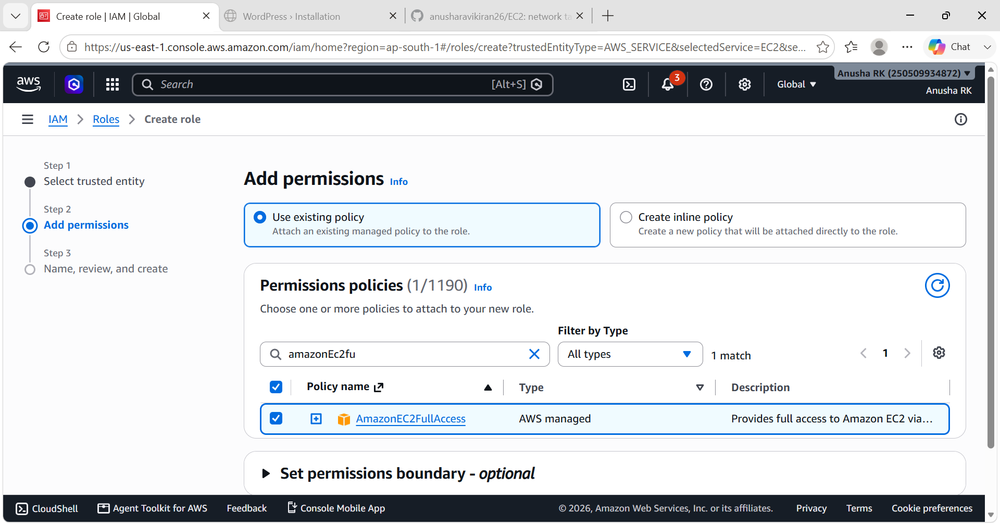 Create role | IAM | Global
WordPress › Installation
anusharavikiran26/EC2: network ta
https://us-east-1.console.aws.amazon.com/iam/home?region=ap-south-1#/roles/create?trustedEntityType=AWS_SERVICE&selectedService=EC2&se...
Chat
aws
Search
[Alt+S]
3
Global
Anusha RK (250509934872)
Anusha RK
IAM
Roles
Create role
Step 1
Select trusted entity
Step 2
Add permissions
Step 3
Name, review, and create
Add permissions Info
Use existing policy
Attach an existing managed policy to the role.
Create inline policy
Create a new policy that will be attached directly to the role.
Permissions policies (1/1190) Info
Choose one or more policies to attach to your new role.
Filter by Type
amazonEc2fu
All types
1 match
1
Policy name
Type
Description
AmazonEC2FullAccess
AWS managed
Provides full access to Amazon EC2 via...
Set permissions boundary - optional
CloudShell
Agent Toolkit for AWS
Feedback
Console Mobile App
© 2026, Amazon Web Services, Inc. or its affiliates.
Privacy
Terms
Cookie preferences